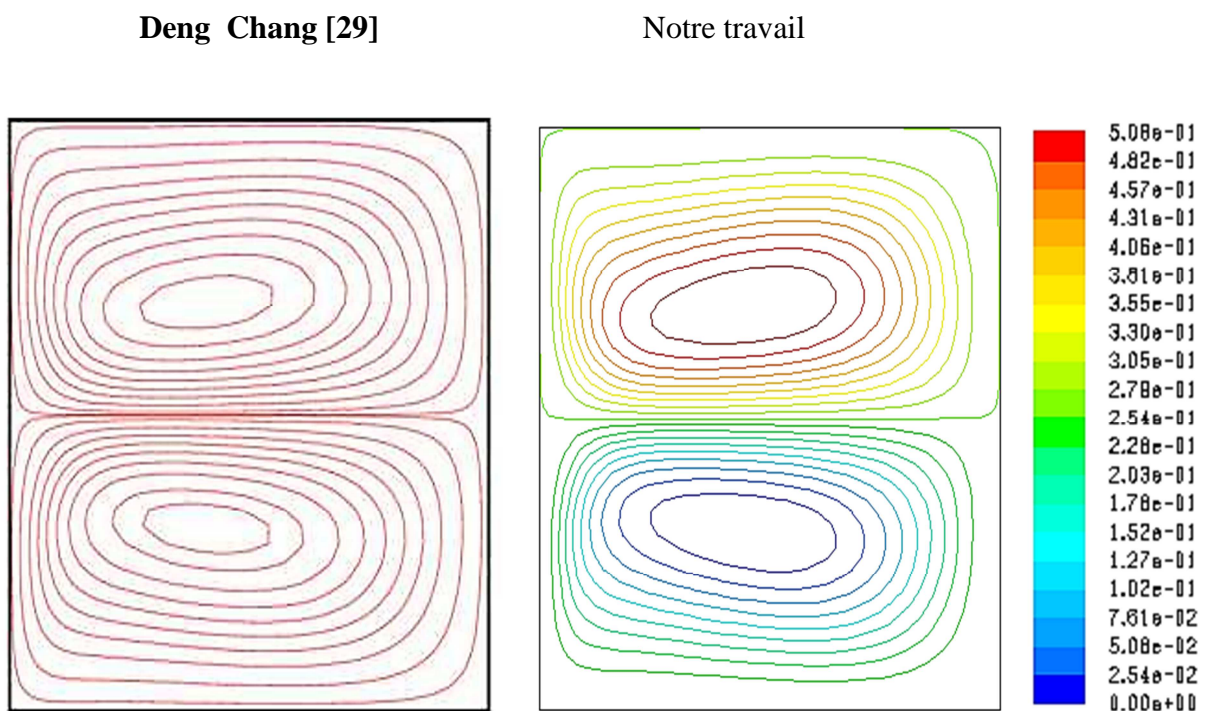 Deng Chang [29]
Notre travail
5.08e-01
4.82e-01
4.57e-01
4.31e-01
4.06e-01
3.81e-01
3.55e-01
3.30e-01
3.05e-01
2.79e-01
2.54e-01
2.28e-01
2.03e-01
1.78e-01
1.52e-01
1.27e-01
1.02e-01
7.61e-02
5.08e-02
2.54e-02
0.00e+00